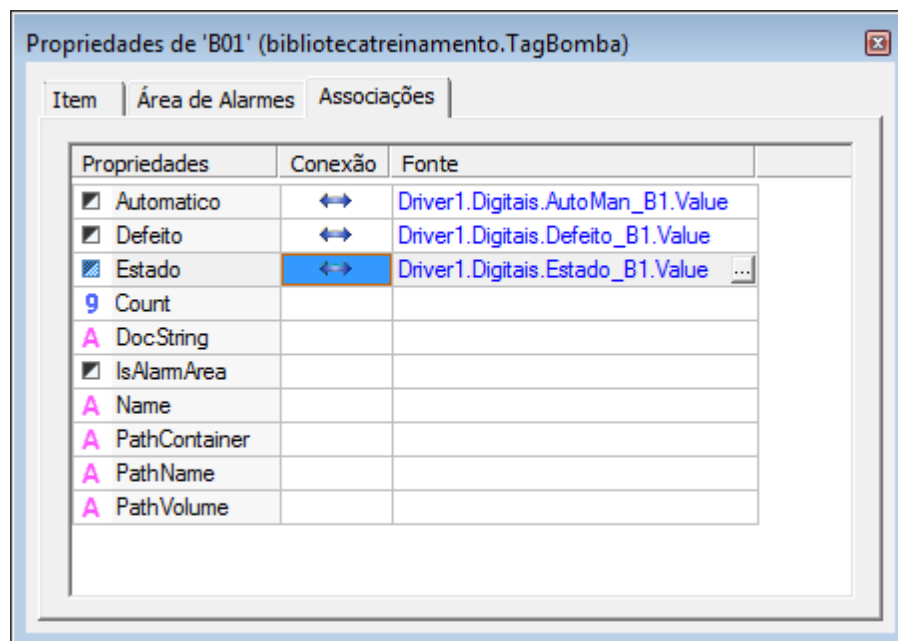 Propriedades de 'B01' (bibliotecatreinamento.TagBomba)
Item Área de Alarmes Associações
Propriedades Conexão Fonte
Automatico Driver1.Digitais.AutoMan_B1.Value
Defeito Driver1.Digitais.Defeito_B1.Value
Estado Driver1.Digitais.Estado_B1.Value ...
9 Count
A DocString
IsAlarmArea
A Name
A PathContainer
A PathName
A PathVolume